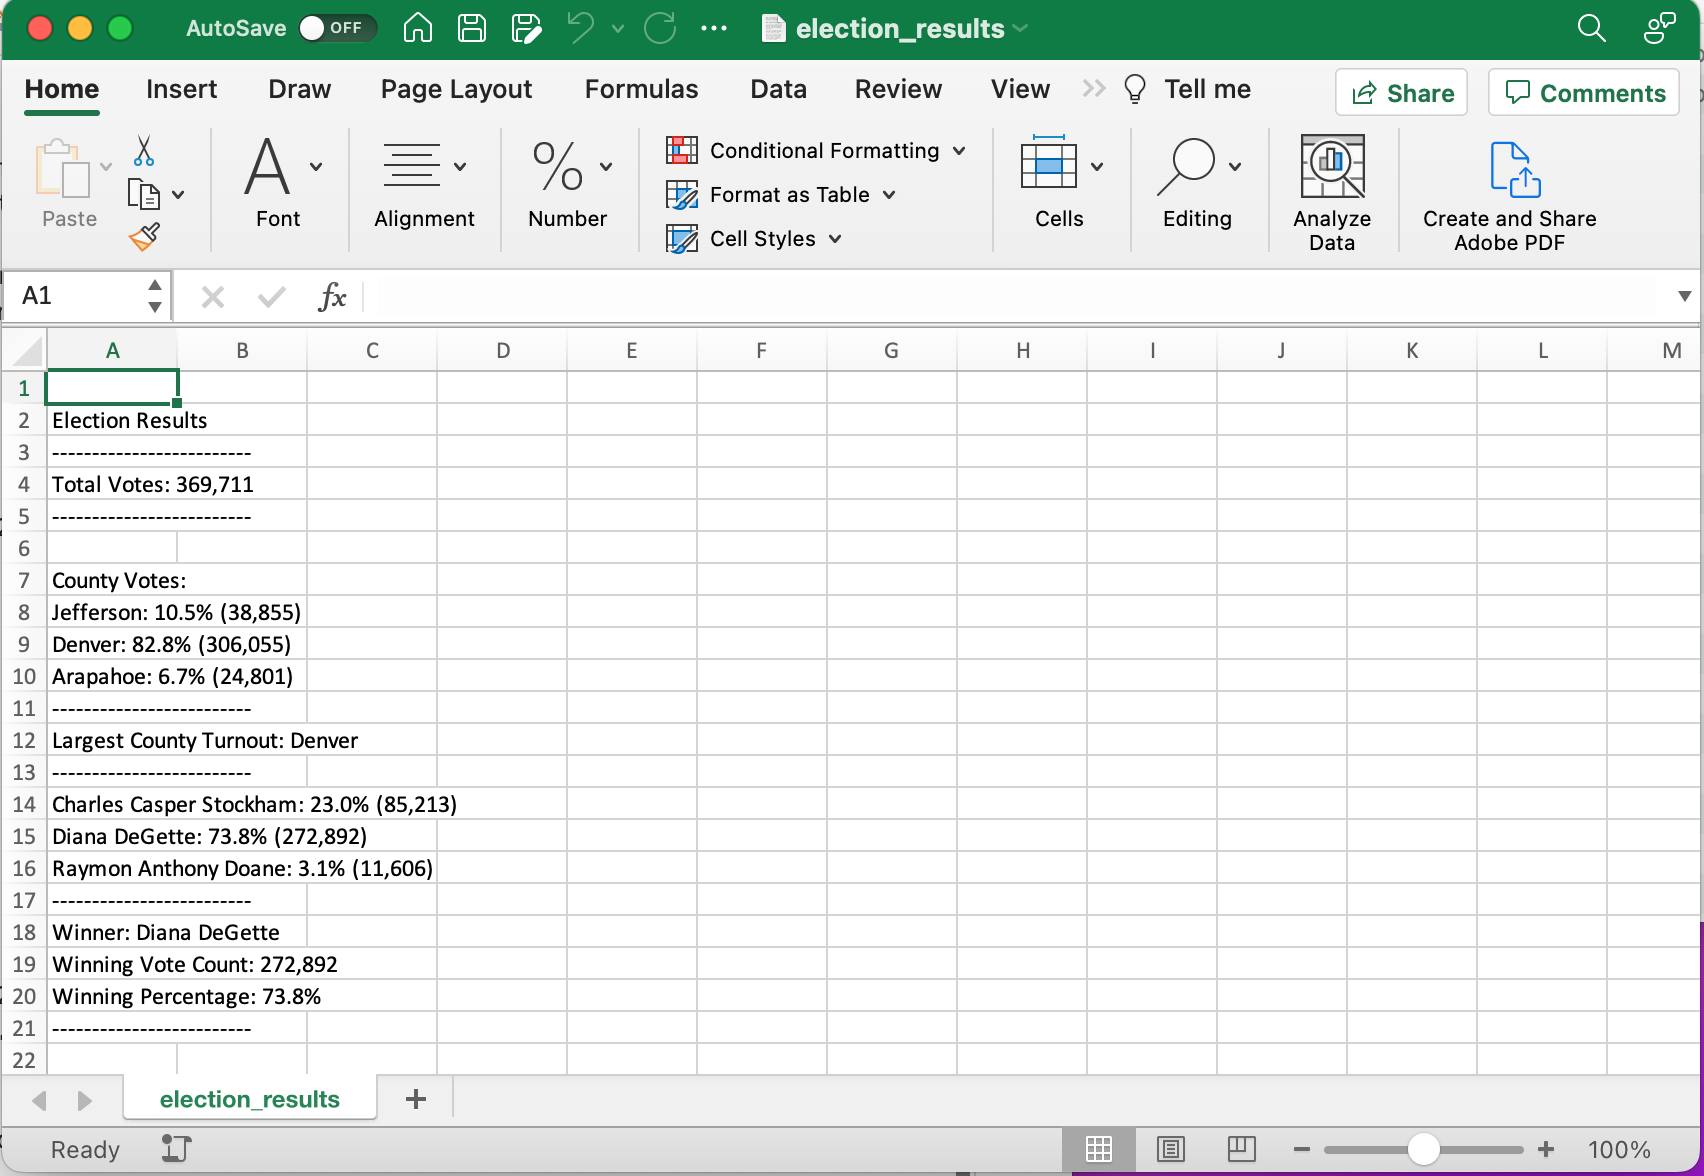 AutoSave OFF election_results
Home Insert Draw Page Layout Formulas Data Review View Tell me Share Comments
Paste Font Alignment Number Conditional Formatting Format as Table Cell Styles Cells Editing Analyze Data Create and Share Adobe PDF
A1 fx
A B C D E F G H I J K L M
1
2 Election Results
3 -------------------------
4 Total Votes: 369,711
5 -------------------------
6
7 County Votes:
8 Jefferson: 10.5% (38,855)
9 Denver: 82.8% (306,055)
10 Arapahoe: 6.7% (24,801)
11 -------------------------
12 Largest County Turnout: Denver
13 -------------------------
14 Charles Casper Stockham: 23.0% (85,213)
15 Diana DeGette: 73.8% (272,892)
16 Raymon Anthony Doane: 3.1% (11,606)
17 -------------------------
18 Winner: Diana DeGette
19 Winning Vote Count: 272,892
20 Winning Percentage: 73.8%
21 -------------------------
22
election_results
Ready 100%